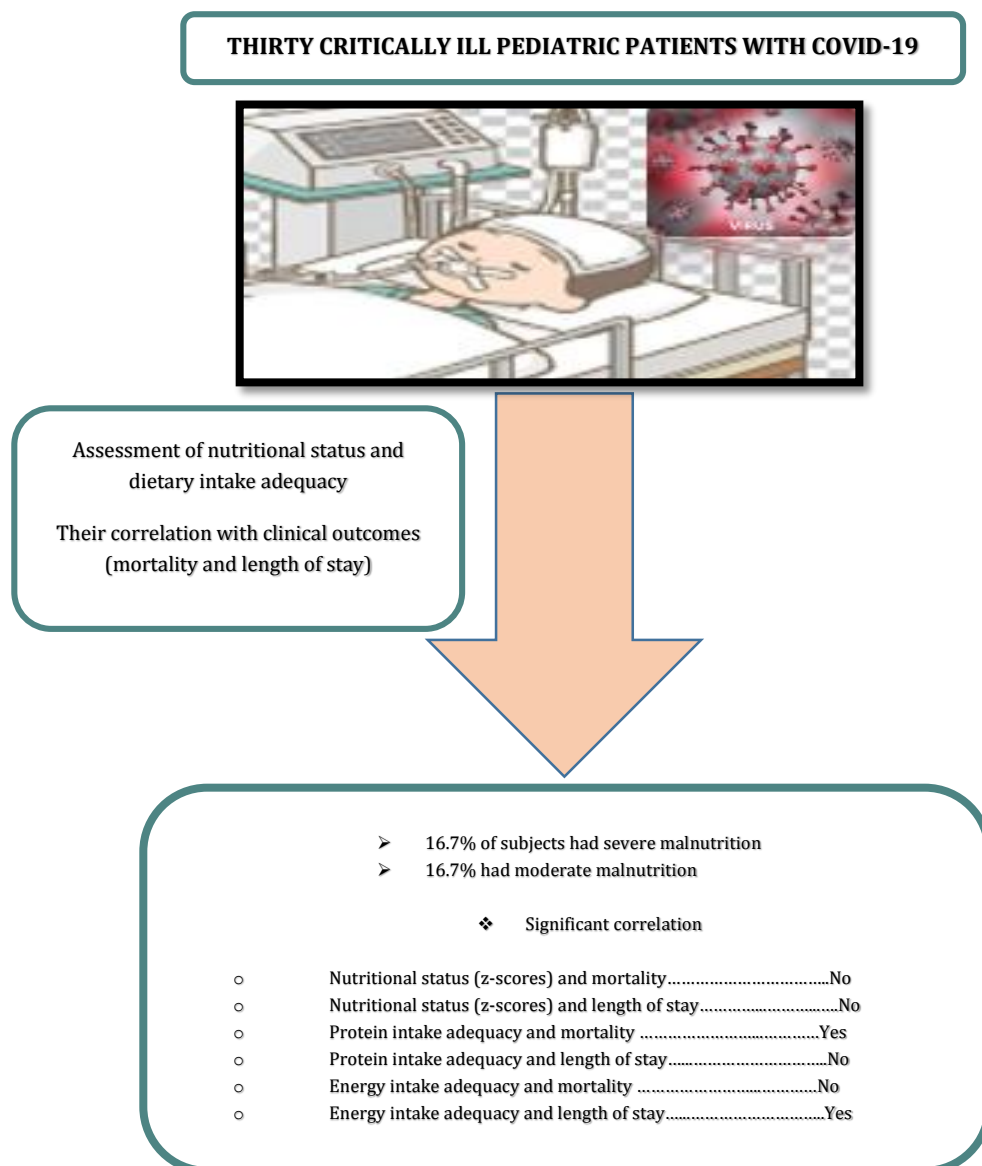 THIRTY CRITICALLY ILL PEDIATRIC PATIENTS WITH COVID-19
VIRUS
Assessment of nutritional status and
dietary intake adequacy
Their correlation with clinical outcomes
(mortality and length of stay)
➢ 16.7% of subjects had severe malnutrition
➢ 16.7% had moderate malnutrition
❖ Significant correlation
o Nutritional status (z-scores) and mortality…………………………..No
o Nutritional status (z-scores) and length of stay…………...………...…..No
o Protein intake adequacy and mortality ……………………...…………Yes
o Protein intake adequacy and length of stay…...……………………...No
o Energy intake adequacy and mortality ……………………...………...No
o Energy intake adequacy and length of stay…...……………………...Yes